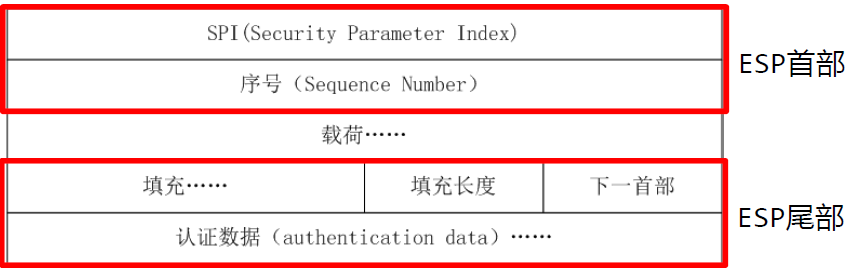 SPI(Security Parameter Index)
ESP首部
序号（Sequence Number）
载荷……
填充…… 填充长度 下一首部
ESP尾部
认证数据（authentication data）……